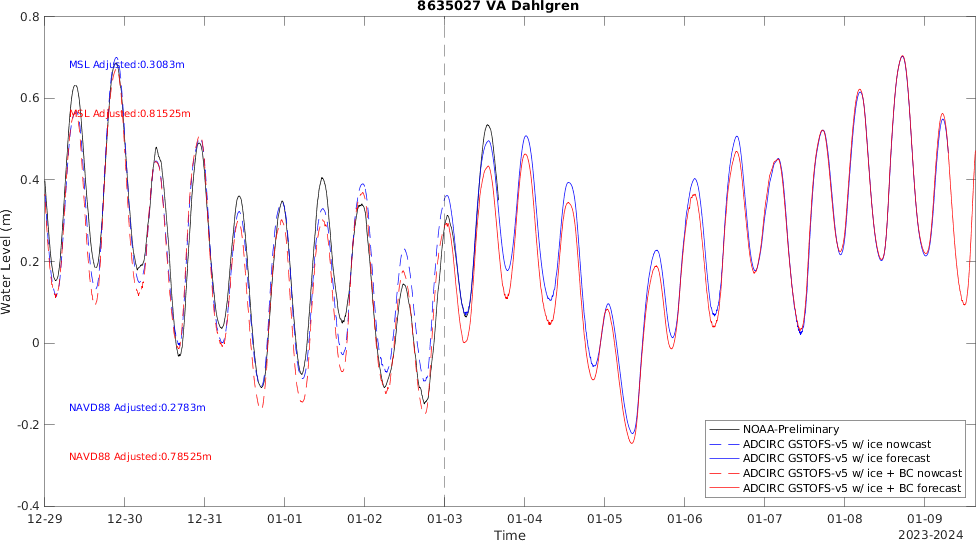 8635027 VA Dahlgren
Water Level (m)
0.8
0.6
0.4
0.2
0
-0.2
-0.4
MSL Adjusted:0.3083m
MSL Adjusted:0.81525m
NAVD88 Adjusted:0.2783m
NAVD88 Adjusted:0.78525m
NOAA-Preliminary
ADCIRC GSTOFS-v5 w/ ice nowcast
ADCIRC GSTOFS-v5 w/ ice forecast
ADCIRC GSTOFS-v5 w/ ice + BC nowcast
ADCIRC GSTOFS-v5 w/ ice + BC forecast
12-29 12-30 12-31 01-01 01-02 01-03 01-04 01-05 01-06 01-07 01-08 01-09
Time
2023-2024